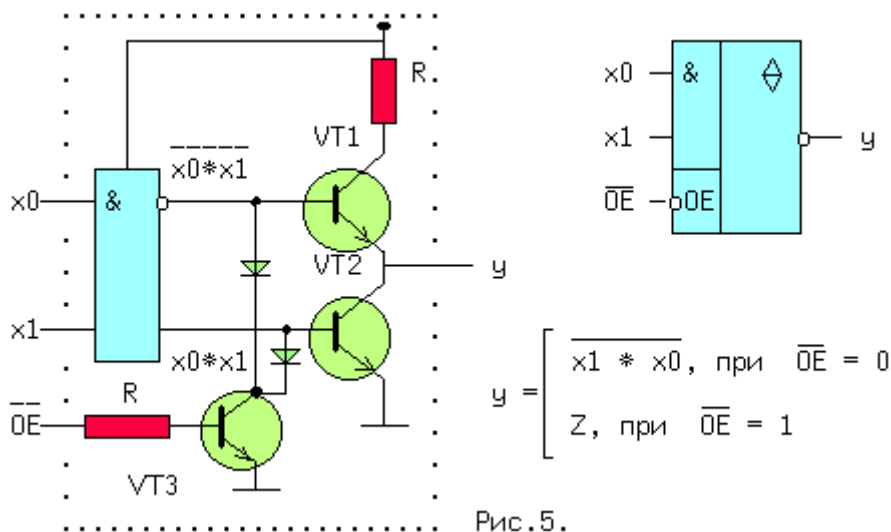 R
VT1
x0*x1
x0
&
VT2
y
x1
x0*x1
R
OE
VT3
x0
&
x1
y
OE
OE
y =
x1 * x0, при OE = 0
Z, при OE = 1
Рис.5.